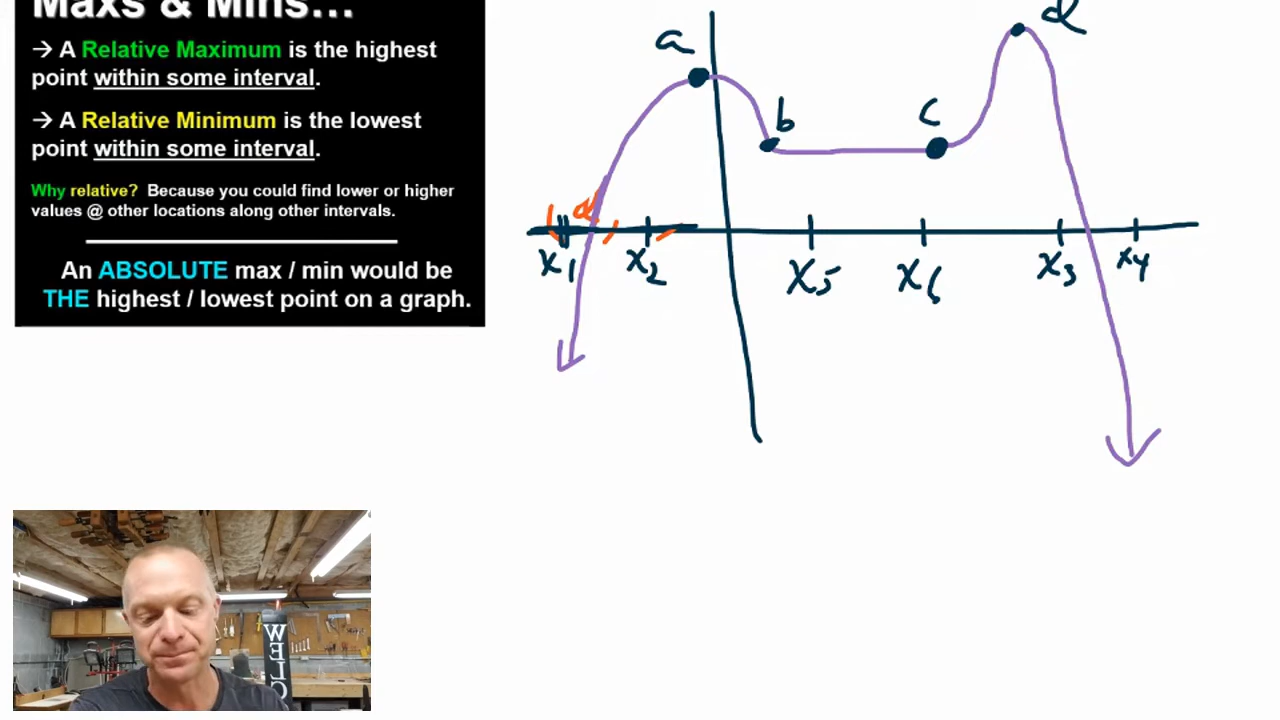 Maxs & Mins...
→ A Relative Maximum is the highest
point within some interval.
→ A Relative Minimum is the lowest
point within some interval.
Why relative? Because you could find lower or higher
values @ other locations along other intervals.
An ABSOLUTE max / min would be
THE highest / lowest point on a graph.
a
b
c
d
x1
x2
x5
x6
x3
x4
WELC